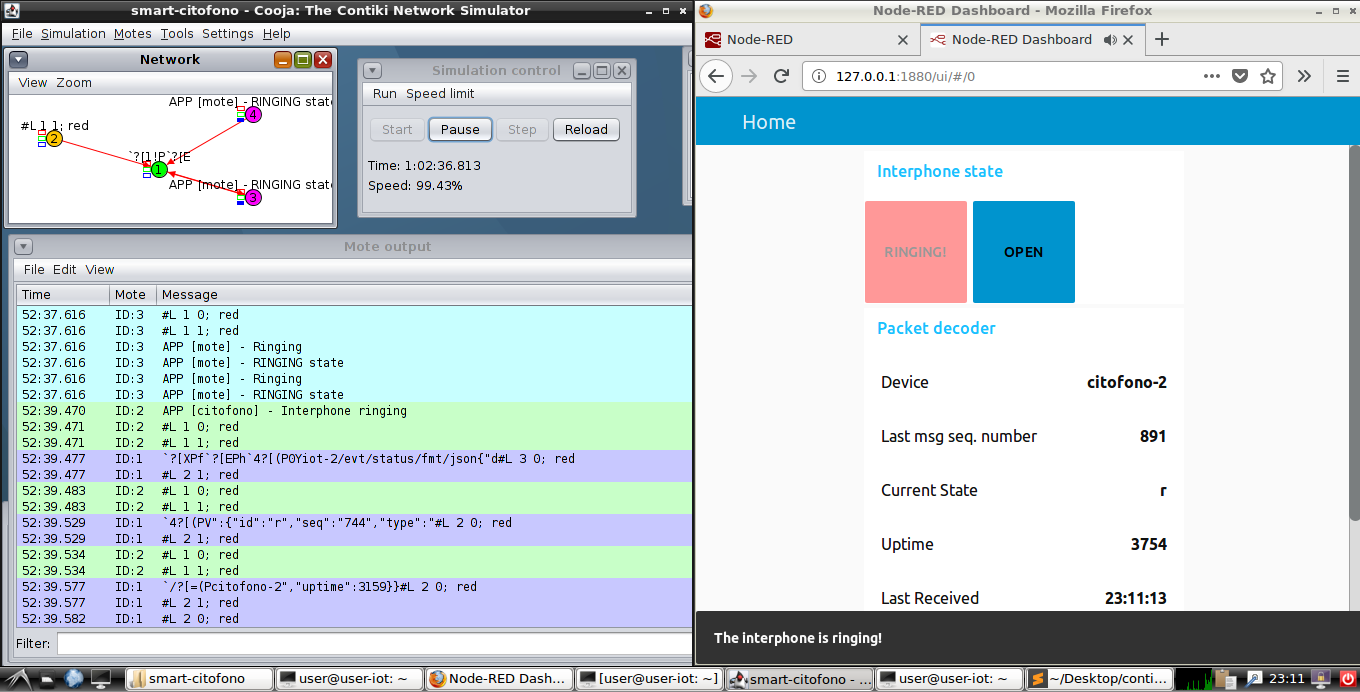 smart-citofono - Cooja: The Contiki Network Simulator
File Simulation Motes Tools Settings Help
Network
View Zoom
APP [mote] - RINGING state
4
#L 1 1; red
2
`?[1!P`?[E
1
APP [mote] - RINGING state
3
Simulation control
Run Speed limit
Start Pause Step Reload
Time: 1:02:36.813
Speed: 99.43%
Mote output
File Edit View
Time Mote Message
52:37.616 ID:3 #L 1 0; red
52:37.616 ID:3 #L 1 1; red
52:37.616 ID:3 APP [mote] - Ringing
52:37.616 ID:3 APP [mote] - RINGING state
52:37.616 ID:3 APP [mote] - Ringing
52:37.616 ID:3 APP [mote] - RINGING state
52:39.470 ID:2 APP [citofono] - Interphone ringing
52:39.471 ID:2 #L 1 0; red
52:39.471 ID:2 #L 1 1; red
52:39.477 ID:1 `?[XPf`?[EPh`4?[(P0Yiot-2/evt/status/fmt/json{"d#L 3 0; red
52:39.477 ID:1 #L 2 1; red
52:39.483 ID:2 #L 1 0; red
52:39.483 ID:2 #L 1 1; red
52:39.529 ID:1 `4?[(PV":{"id":"r","seq":"744","type":"#L 2 0; red
52:39.529 ID:1 #L 2 1; red
52:39.534 ID:2 #L 1 0; red
52:39.534 ID:2 #L 1 1; red
52:39.577 ID:1 `/?[=(Pcitofono-2","uptime":3159}}#L 2 0; red
52:39.577 ID:1 #L 2 1; red
52:39.582 ID:1 #L 2 0; red
Filter:
Node-RED Dashboard - Mozilla Firefox
Node-RED
Node-RED Dashboard
127.0.0.1:1880/ui/#/0
Home
Interphone state
RINGING! OPEN
Packet decoder
Device citofono-2
Last msg seq. number 891
Current State r
Uptime 3754
Last Received 23:11:13
The interphone is ringing!
smart-citofono
user@user-iot: ~
Node-RED Dash...
[user@user-iot: ~]
smart-citofono - ...
user@user-iot: ~
~/Desktop/conti...
23:11